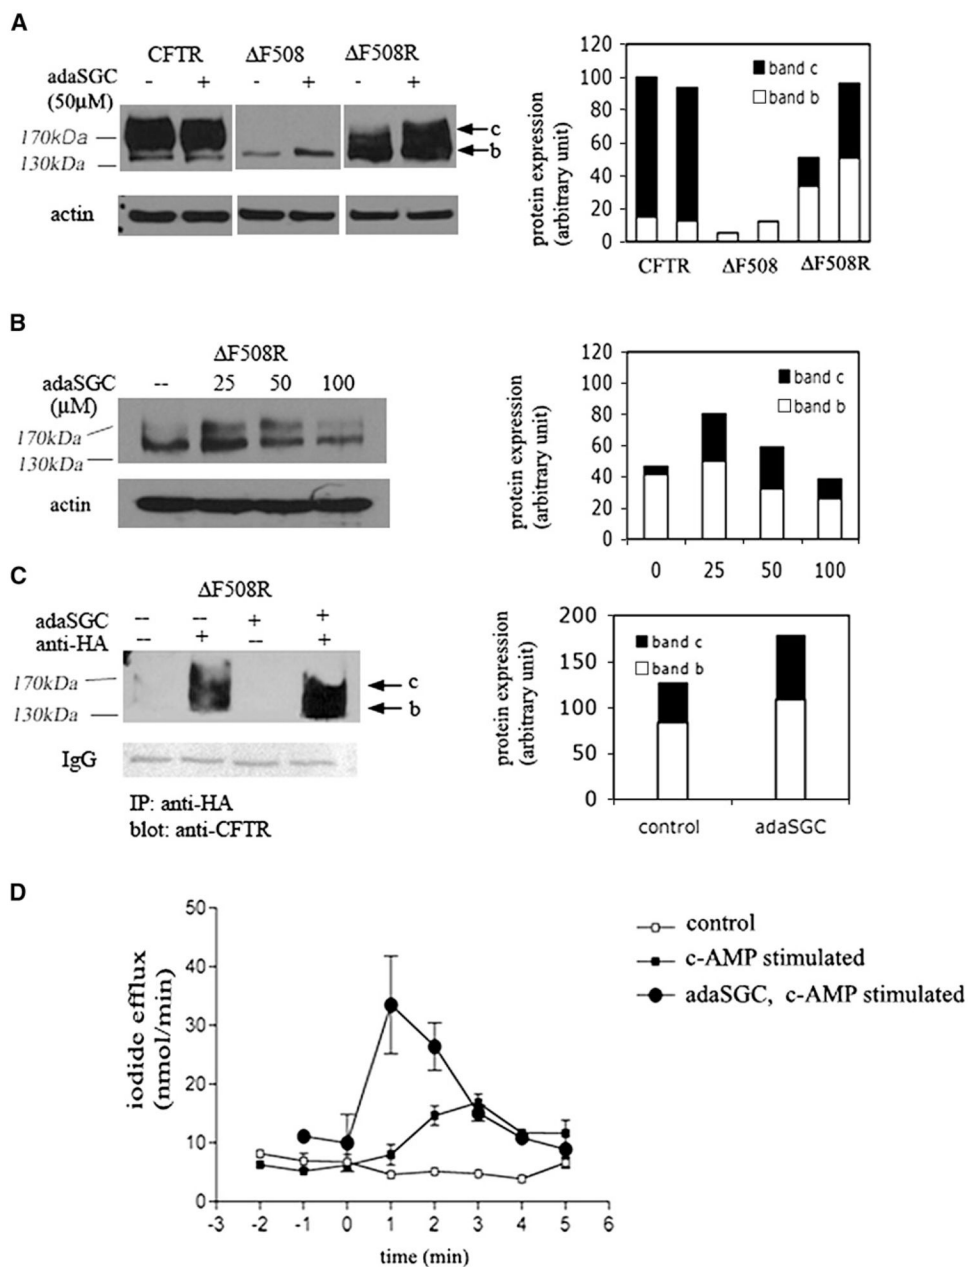 A
CFTR ΔF508 ΔF508R
adaSGC - + - + - +
(50μM)
170kDa
130kDa
c
b
actin
protein expression
(arbitrary unit)
120
100
80
60
40
20
0
band c
band b
CFTR ΔF508 ΔF508R
B
ΔF508R
adaSGC -- 25 50 100
(μM)
170kDa
130kDa
actin
protein expression
(arbitrary unit)
120
100
80
60
40
20
0
band c
band b
0 25 50 100
C
ΔF508R
adaSGC -- -- + +
anti-HA -- + -- +
170kDa
130kDa
c
b
IgG
IP: anti-HA
blot: anti-CFTR
protein expression
(arbitrary unit)
200
150
100
50
0
band c
band b
control adaSGC
D
iodide efflux
(nmol/min)
50
40
30
20
10
0
-3 -2 -1 0 1 2 3 4 5 6
time (min)
control
c-AMP stimulated
adaSGC, c-AMP stimulated